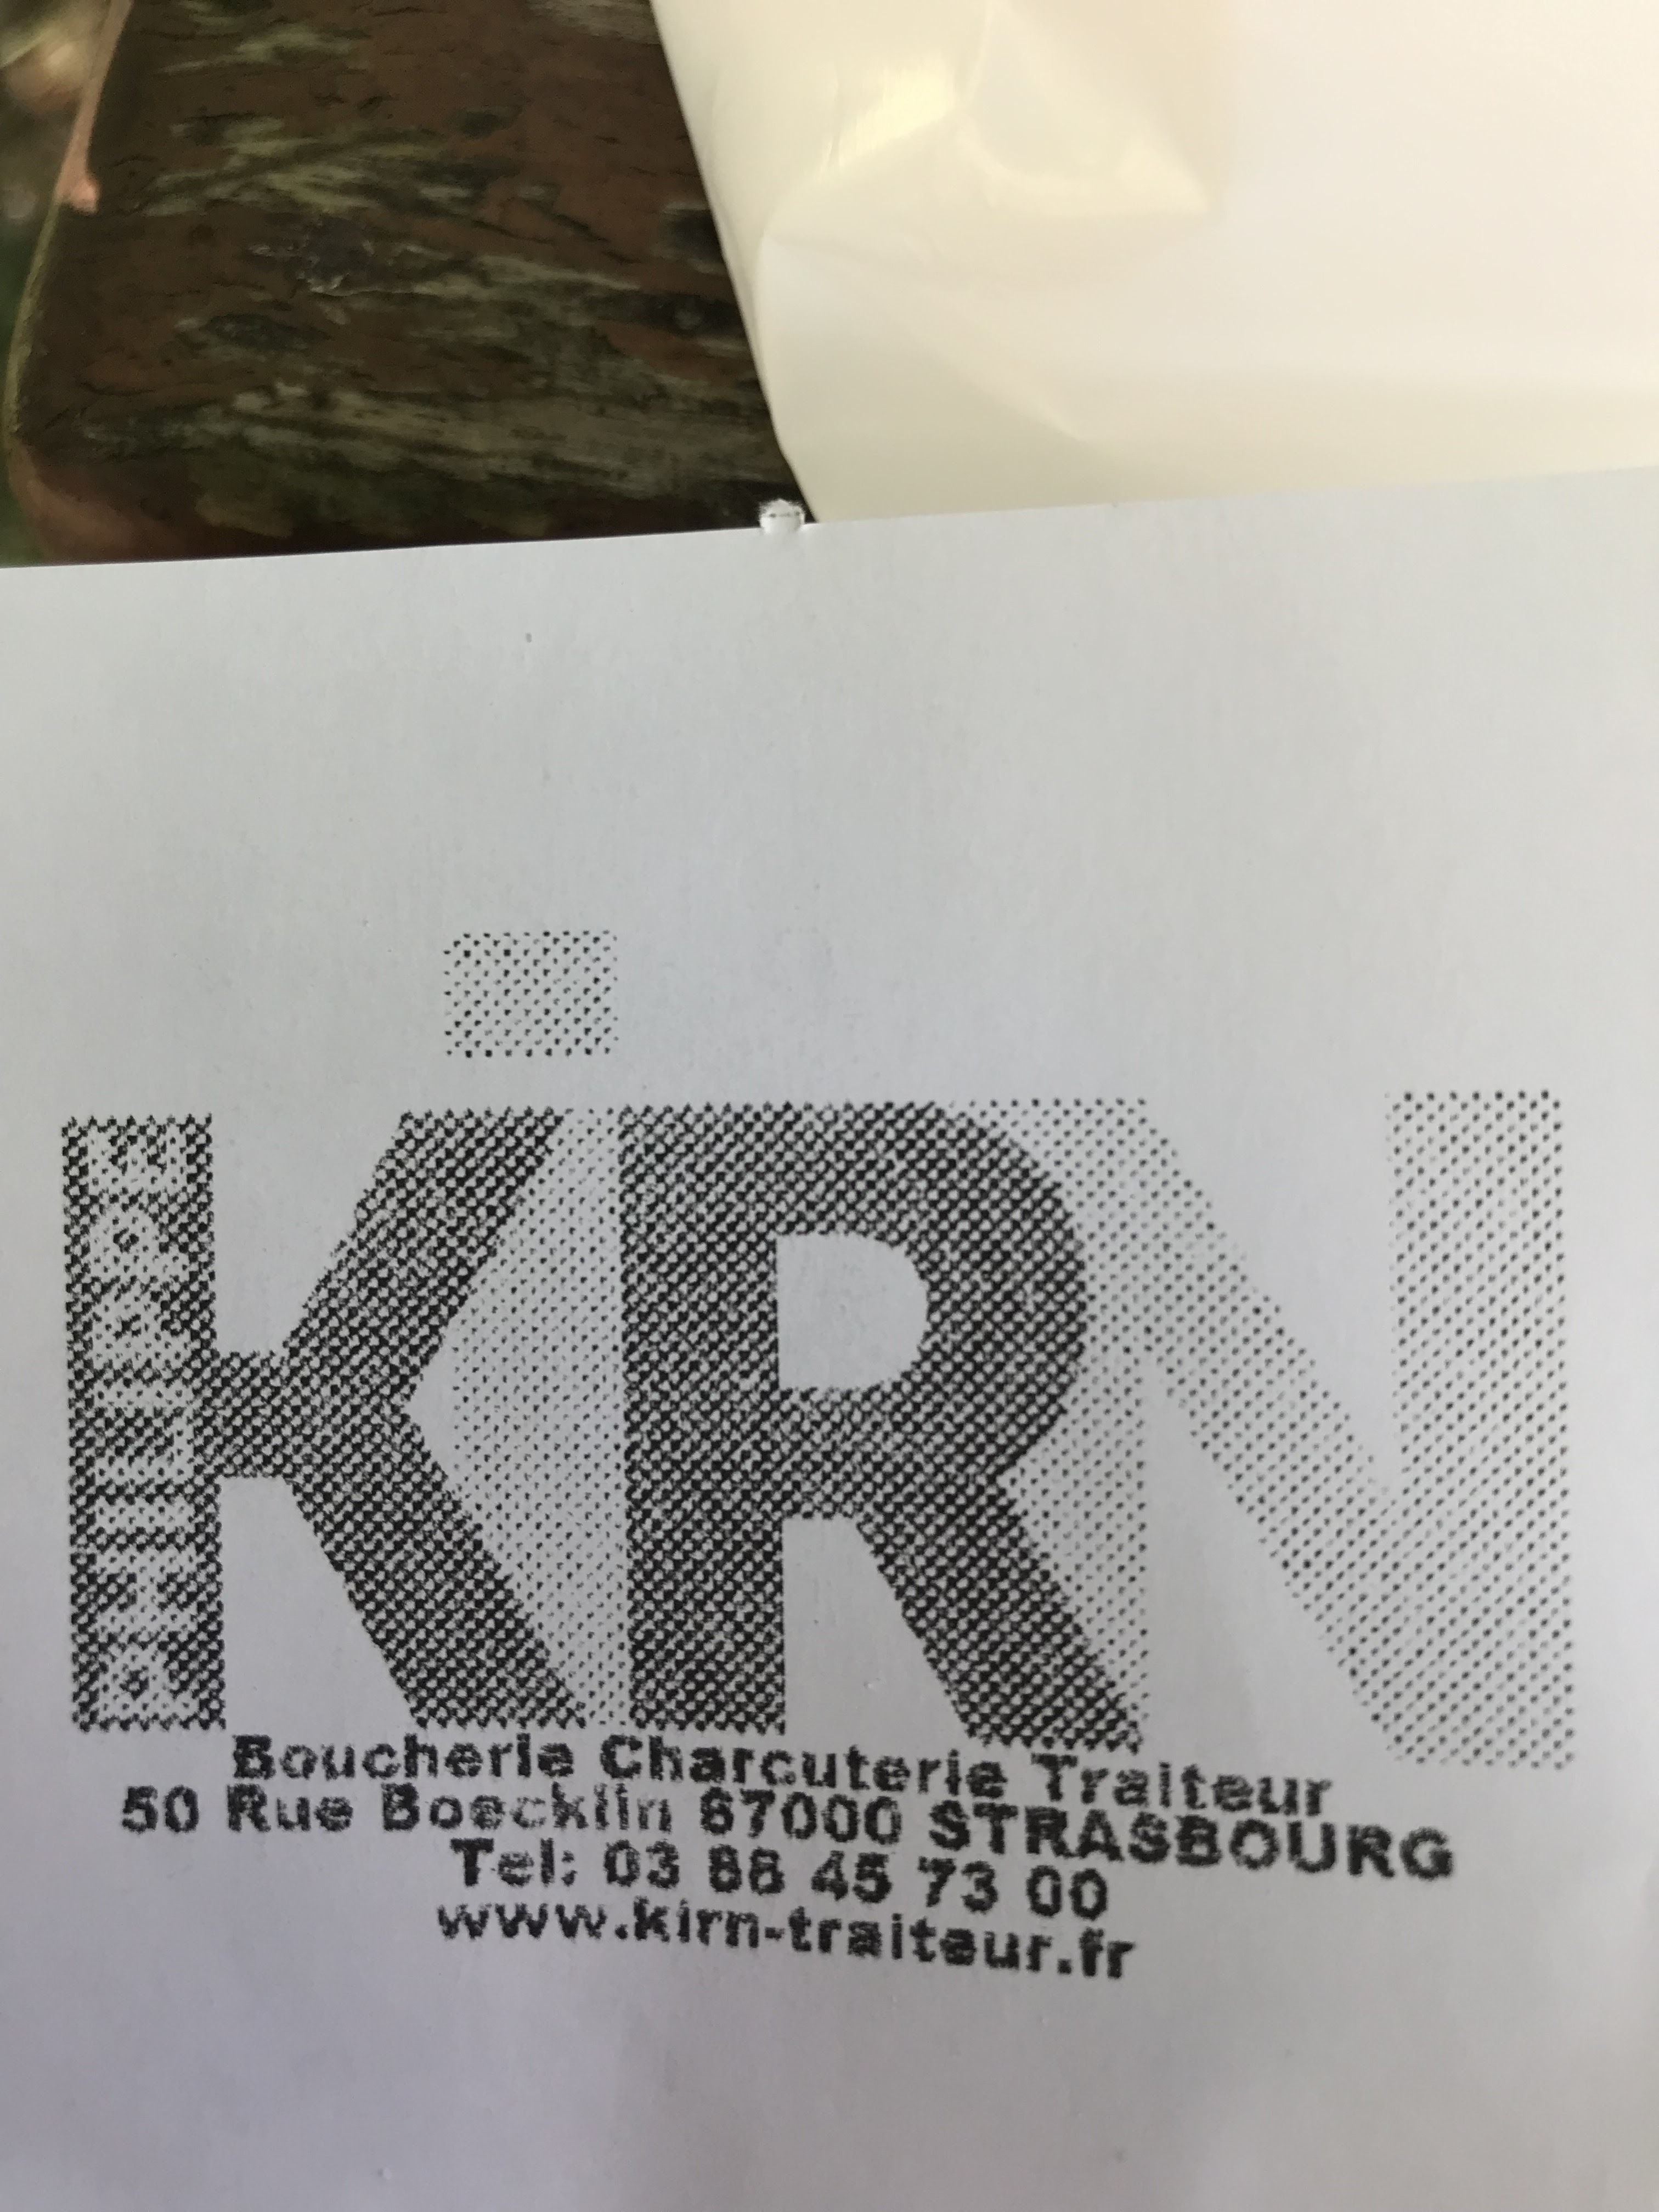 PHILIPPE
KiRN
Boucherie Charcuterie Traiteur
50 Rue Boecklin 67000 STRASBOURG
Tel: 03 88 45 73 00
www.kirn-traiteur.fr